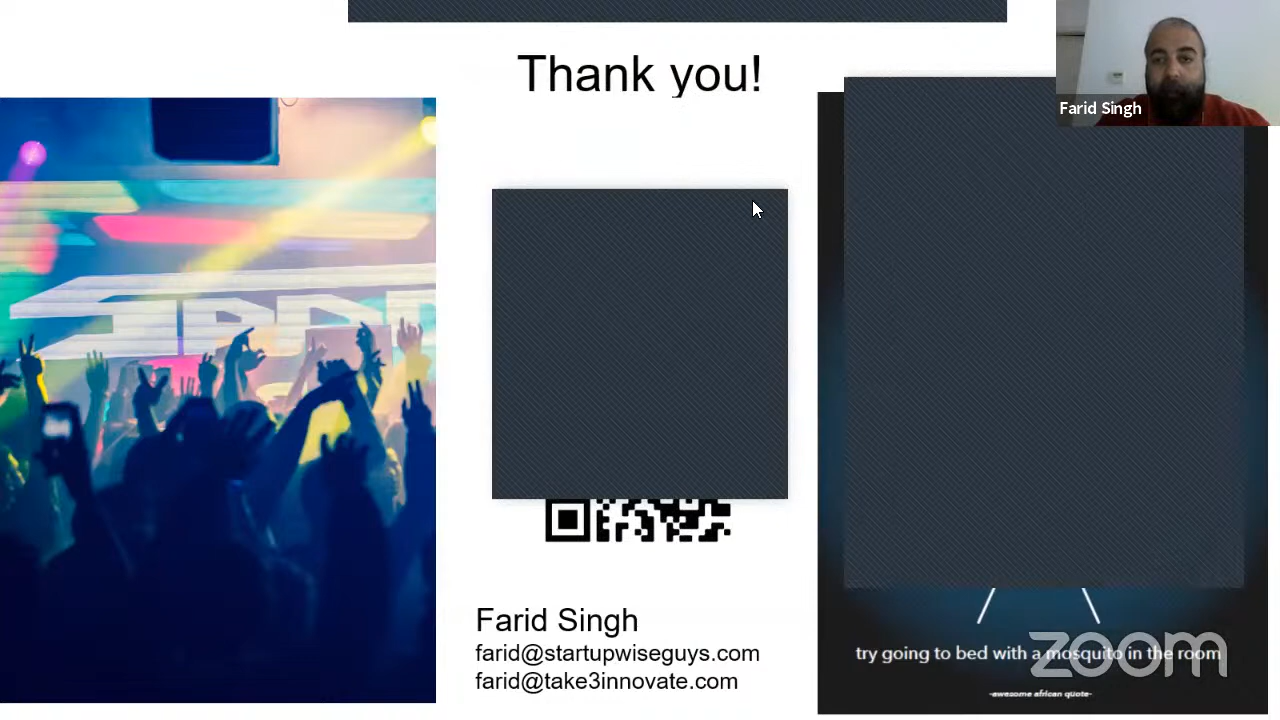 Thank you!
Farid Singh
Farid Singh
farid@startupwiseguys.com
farid@take3innovate.com
try going to bed with a mosquito in the room
-awesome african quote-
zoom